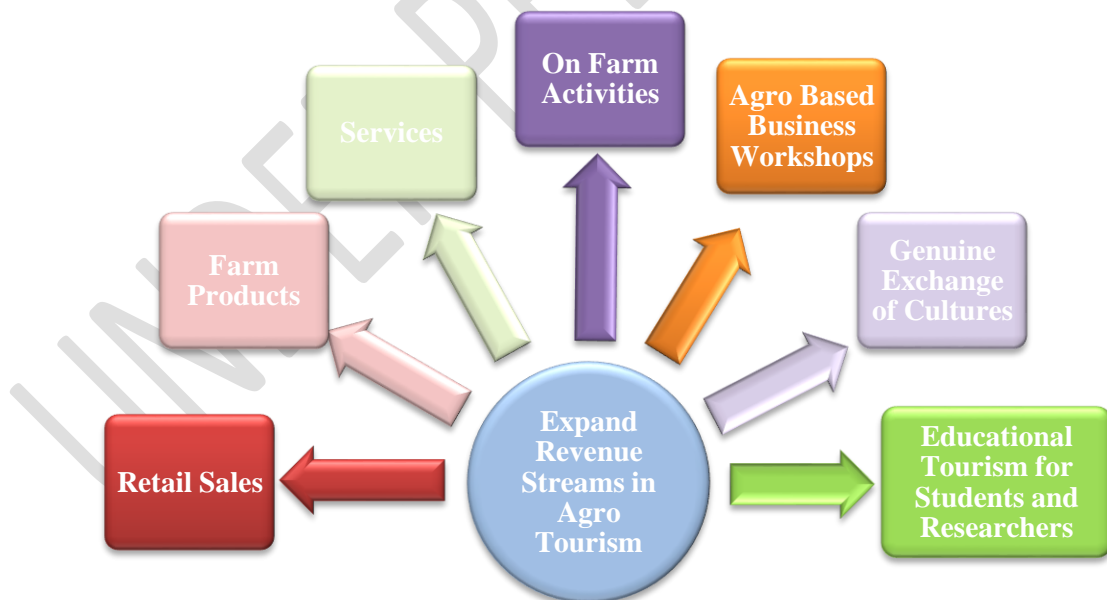 On Farm
Activities
Agro Based
Business
Workshops
Services
Genuine
Exchange
of Cultures
Farm
Products
Retail Sales
Expand
Revenue
Streams in
Agro
Tourism
Educational
Tourism for
Students and
Researchers